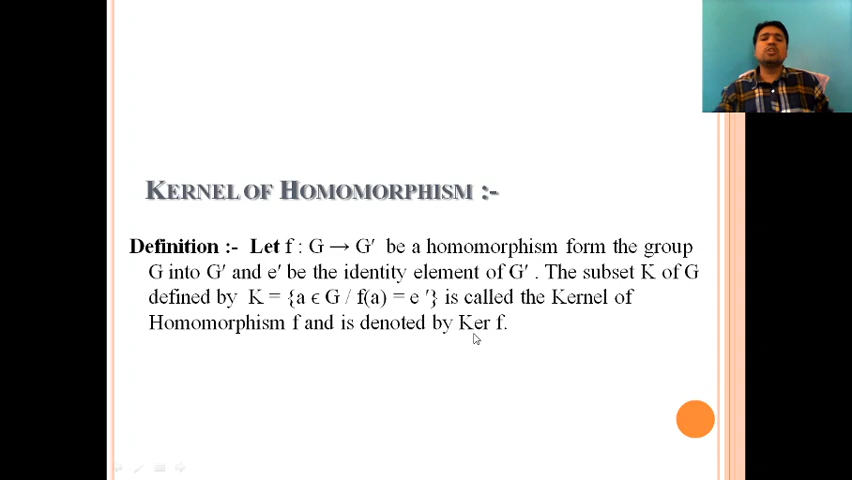 KERNEL OF HOMOMORPHISM :-
Definition :- Let f : G → G′ be a homomorphism form the group
G into G′ and e′ be the identity element of G′ . The subset K of G
defined by K = {a ϵ G / f(a) = e ′} is called the Kernel of
Homomorphism f and is denoted by Ker f.